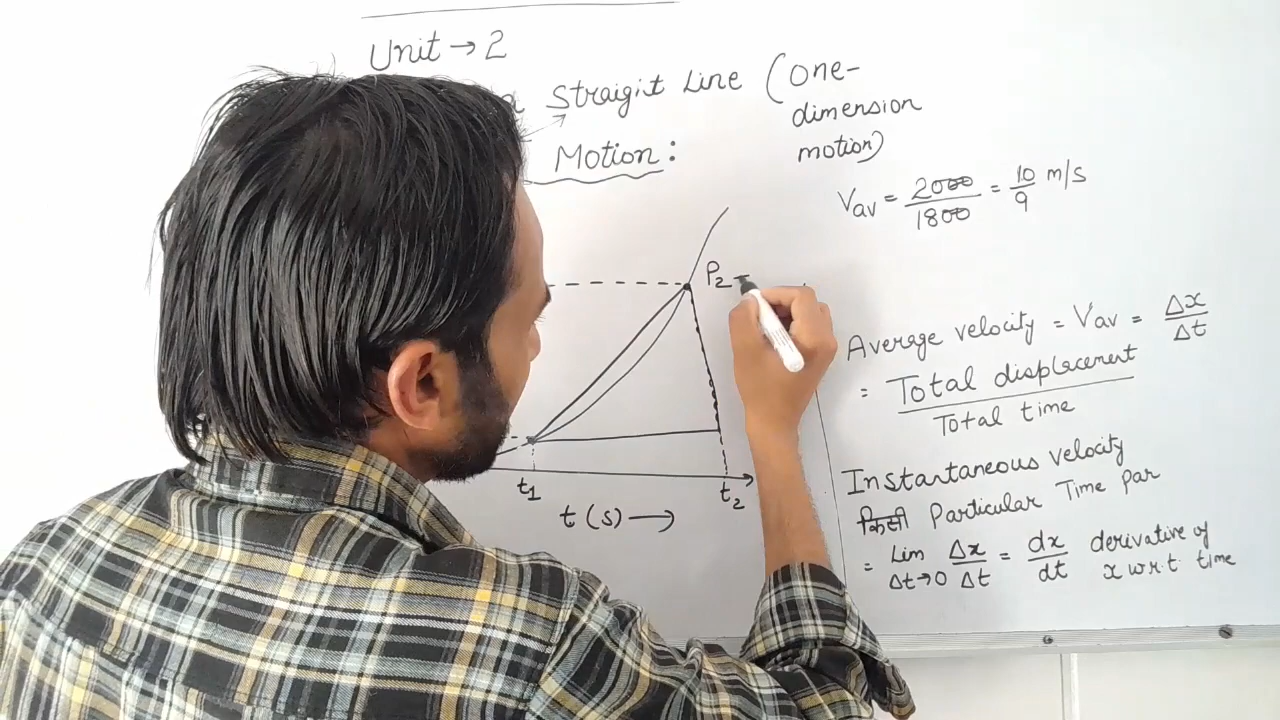 Unit → 2
Straigit Line (One-
dimension
motion)
Motion:
Vav = 2000/1800 = 10/9 m/s
P2 -
t1
t2
t (s) →
Average velocity = Vav = Δx/Δt
= Total displacement/Total time
Instantaneous velocity
किसी Particular Time par
= Lim Δt→0 Δx/Δt = dx/dt derivative of
x w r t time